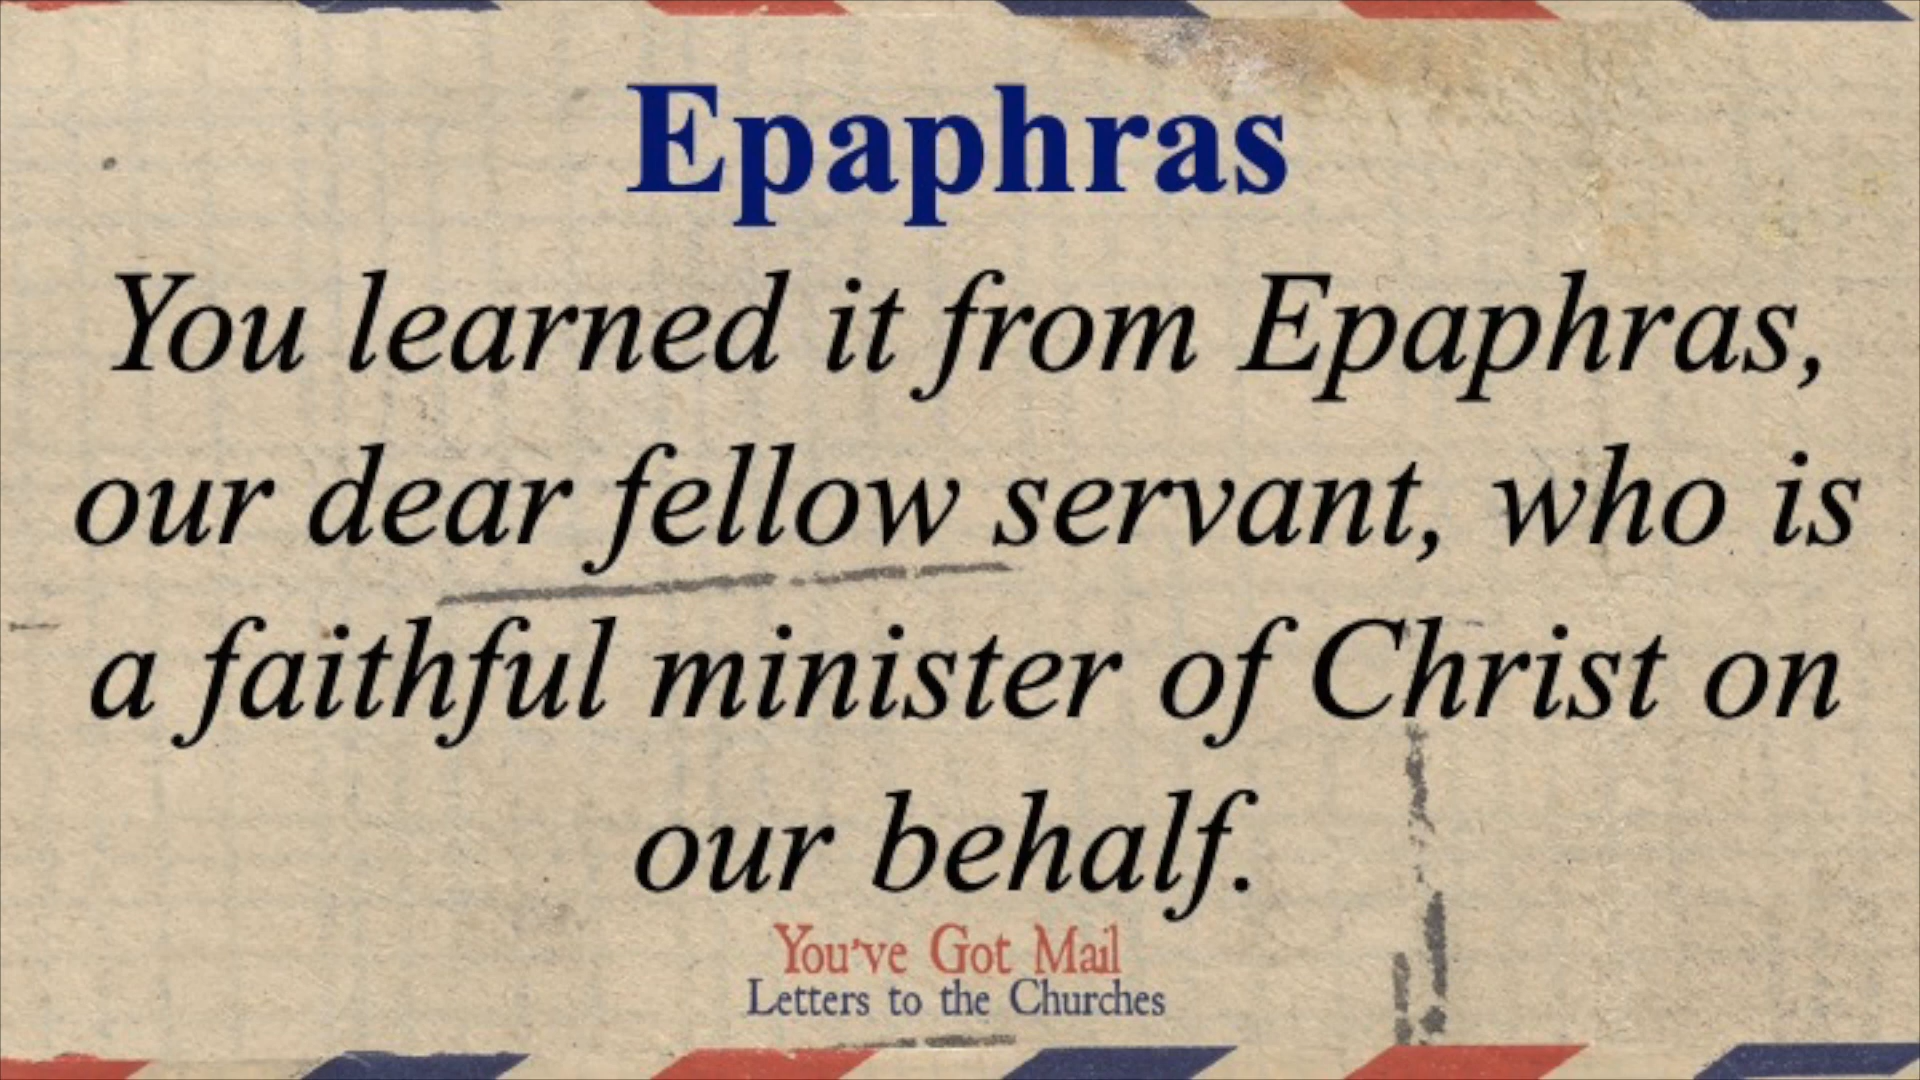 Epaphras
You learned it from Epaphras,
our dear fellow servant, who is
a faithful minister of Christ on
our behalf.
You've Got Mail
Letters to the Churches